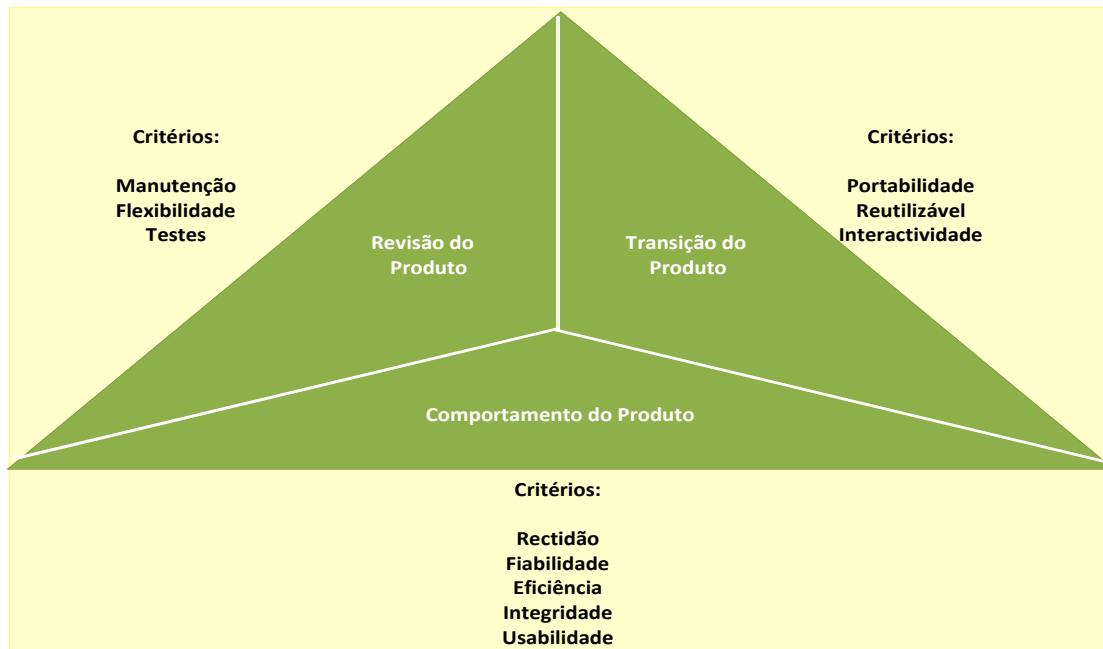 Critérios:
Manutenção
Flexibilidade
Testes
Critérios:
Portabilidade
Reutilizável
Interactividade
Revisão do
Produto
Transição do
Produto
Comportamento do Produto
Critérios:
Rectidão
Fiabilidade
Eficiência
Integridade
Usabilidade